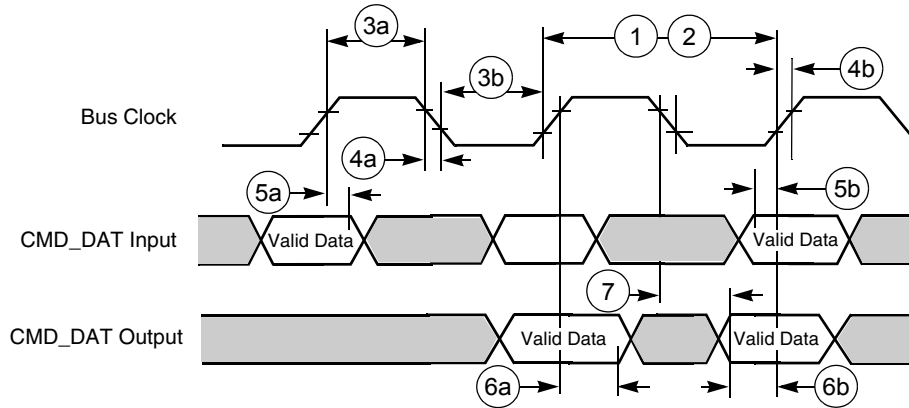 3a
1
2
3b
4b
Bus Clock
4a
5a
5b
CMD_DAT Input
Valid Data
Valid Data
7
CMD_DAT Output
Valid Data
Valid Data
6a
6b